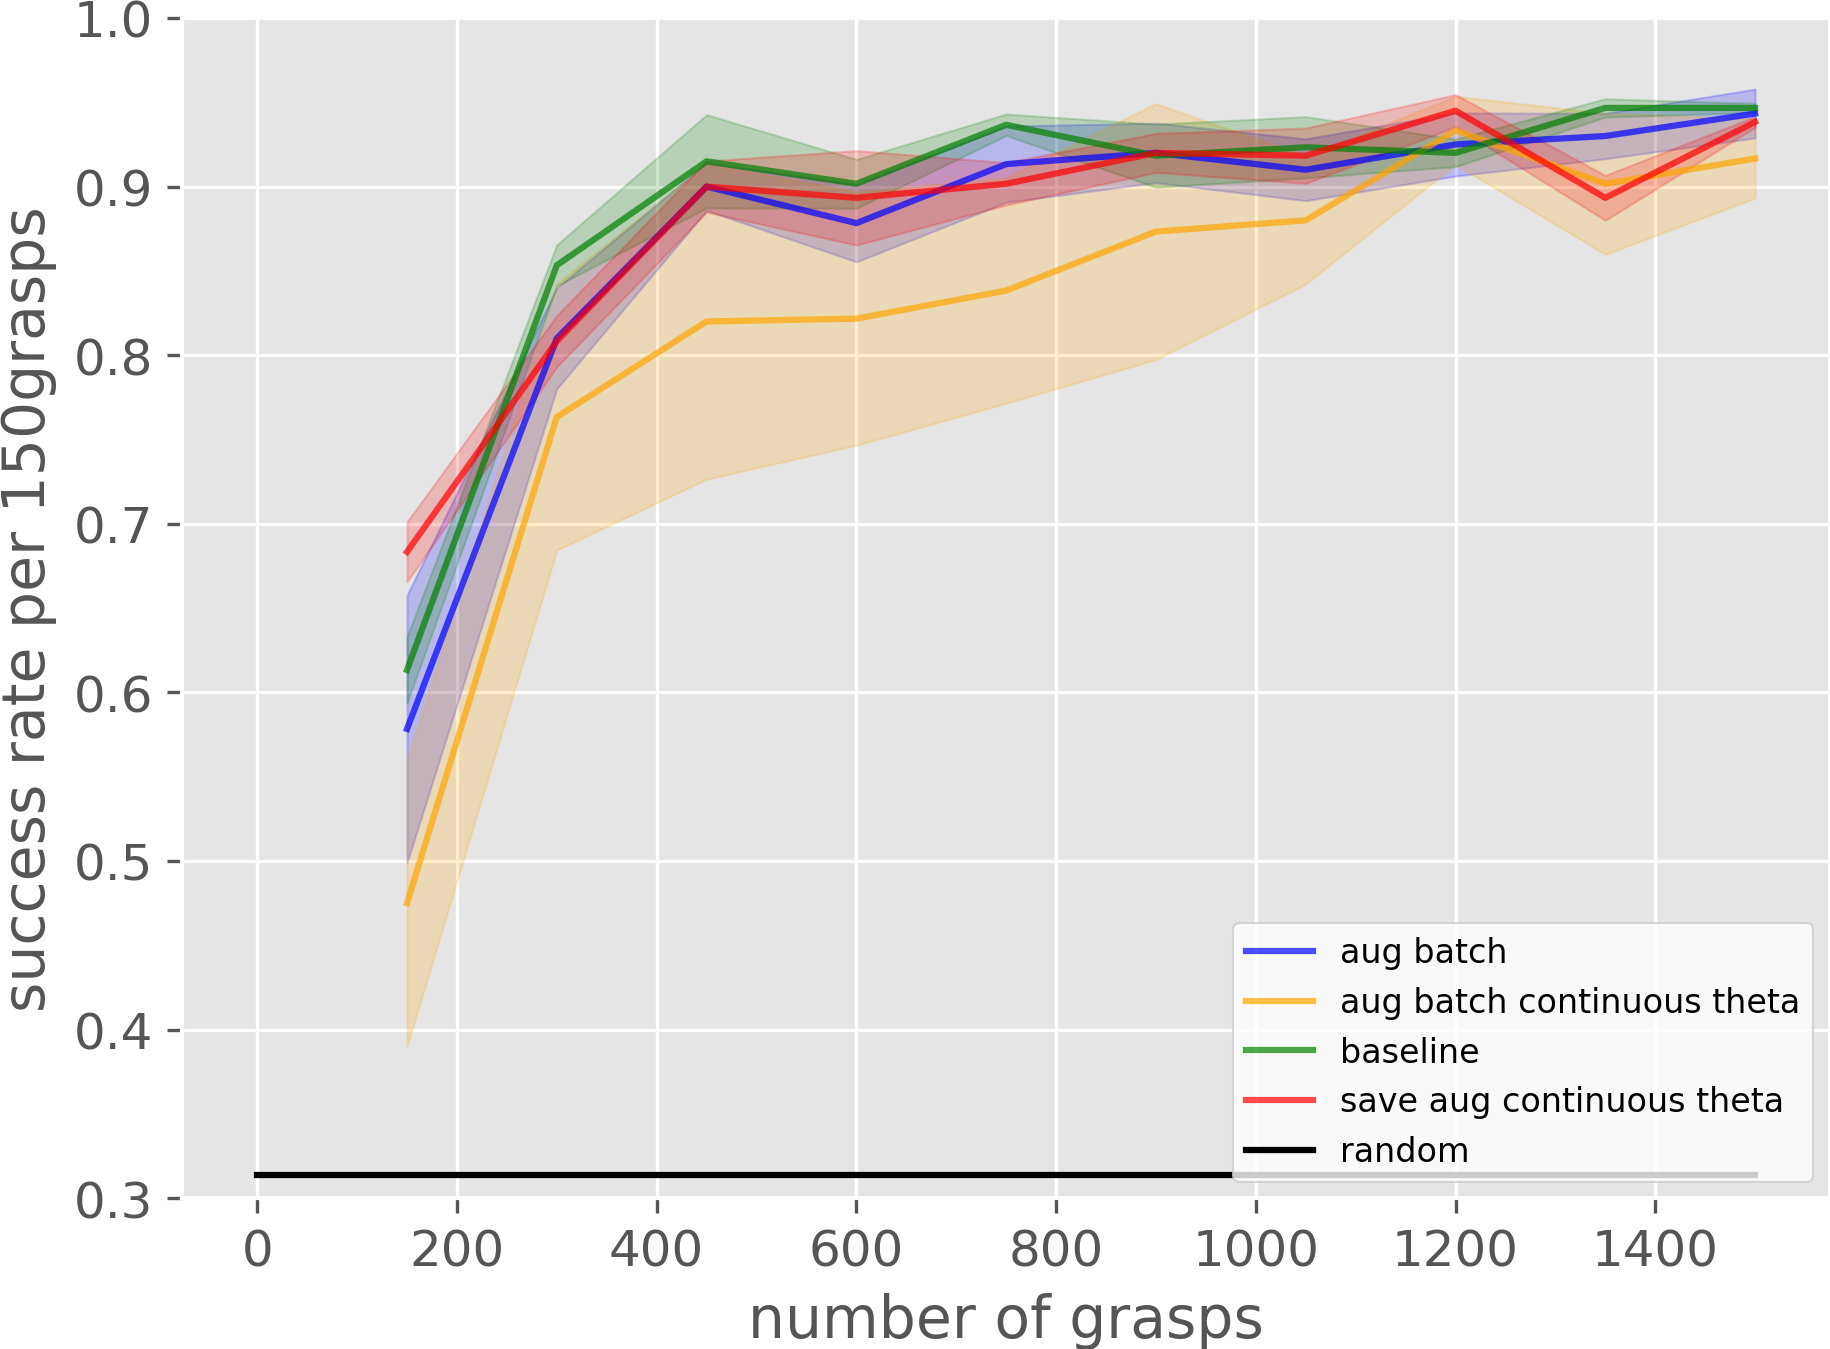 success rate per 150grasps
1.0
0.9
0.8
0.7
0.6
0.5
0.4
0.3
aug batch
aug batch continuous theta
baseline
save aug continuous theta
random
0 200 400 600 800 1000 1200 1400
number of grasps